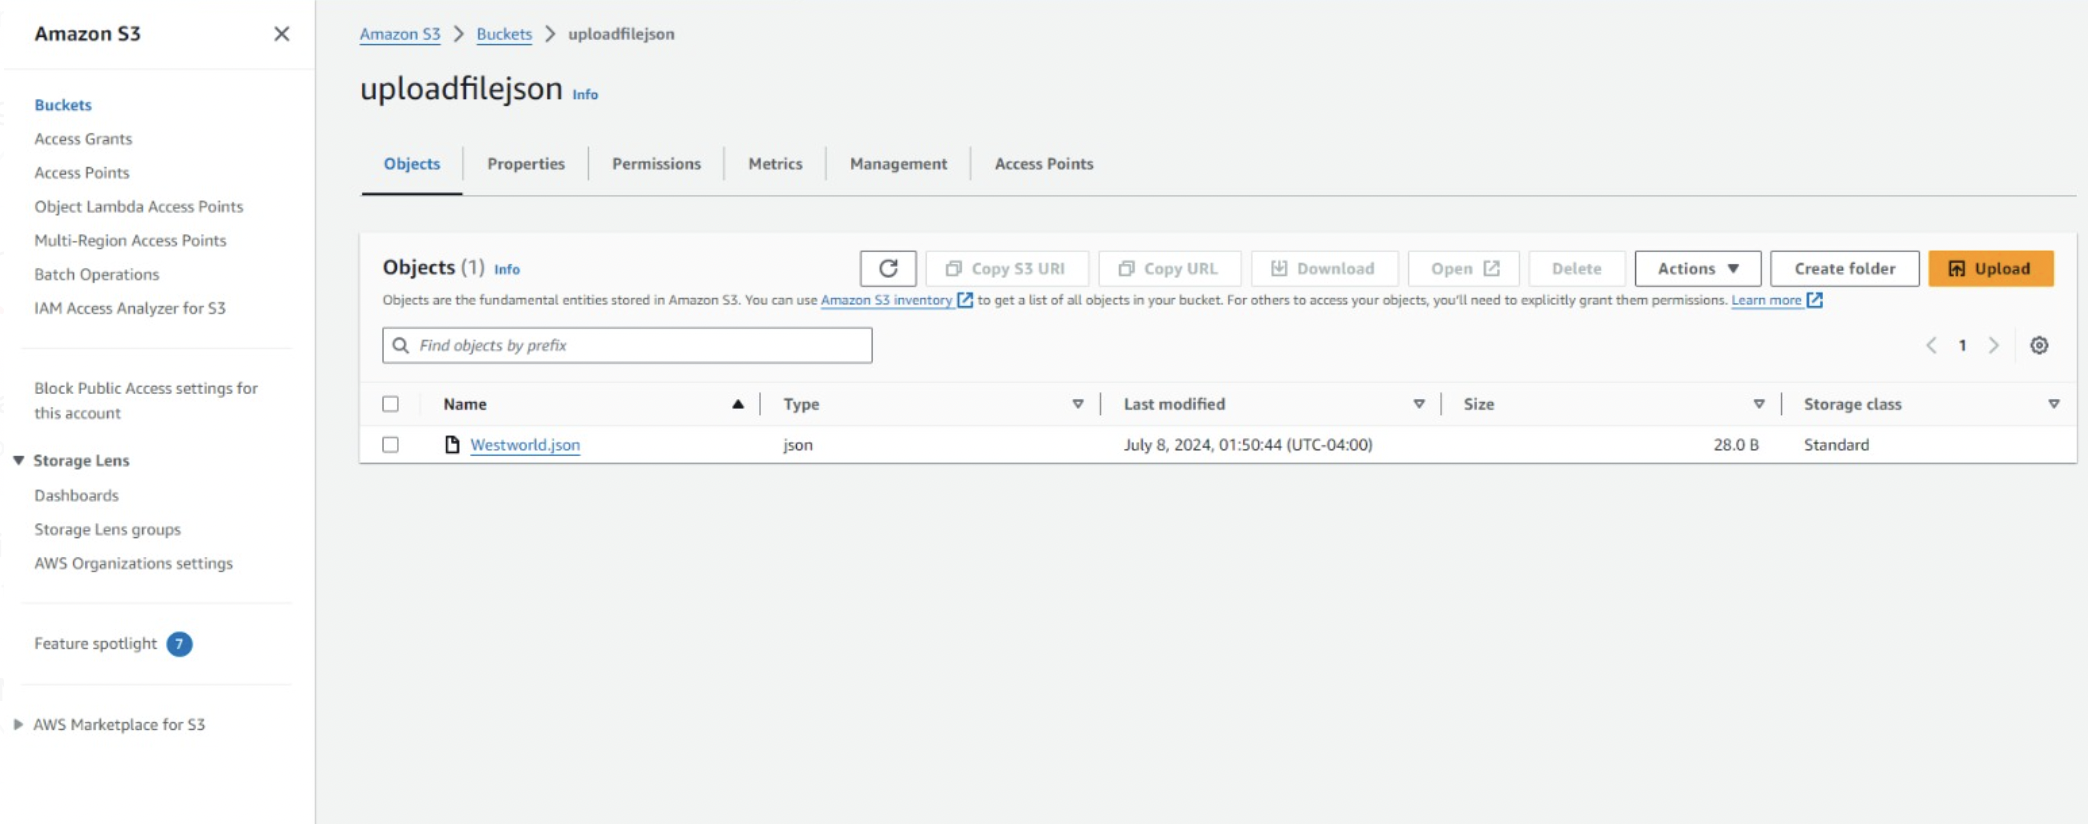 Amazon S3
Buckets
Access Grants
Access Points
Object Lambda Access Points
Multi-Region Access Points
Batch Operations
IAM Access Analyzer for S3
Block Public Access settings for
this account
Storage Lens
Dashboards
Storage Lens groups
AWS Organizations settings
Feature spotlight 7
AWS Marketplace for S3
Amazon S3 > Buckets > uploadfilejson
uploadfilejson Info
Objects Properties Permissions Metrics Management Access Points
Objects (1) Info Copy S3 URI Copy URL Download Open Delete Actions Create folder Upload
Objects are the fundamental entities stored in Amazon S3. You can use Amazon S3 inventory to get a list of all objects in your bucket. For others to access your objects, you'll need to explicitly grant them permissions. Learn more
Find objects by prefix
1
Name Type Last modified Size Storage class
Westworld.json json July 8, 2024, 01:50:44 (UTC-04:00) 28.0 B Standard